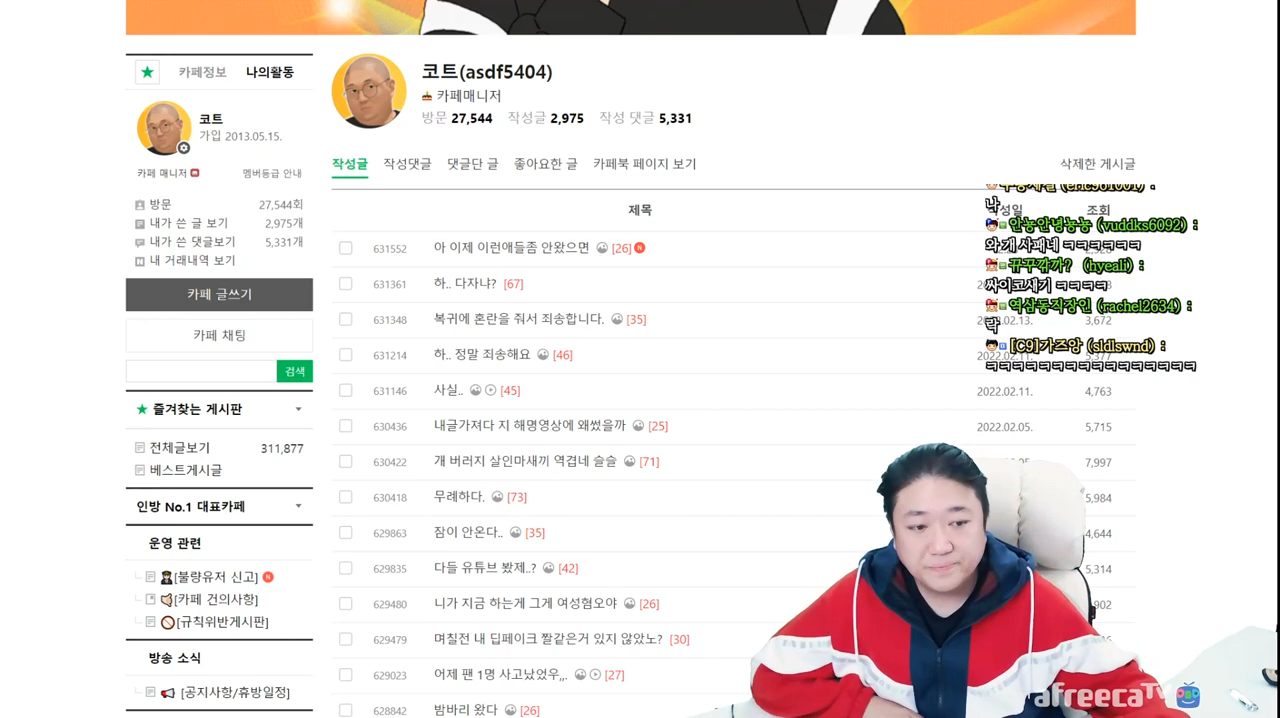 카페정보 나의활동
코트
가입 2013.05.15.
카페 매니저 멤버등급 안내
방문 27,544회
내가 쓴 글 보기 2,975개
내가 쓴 댓글보기 5,331개
내 거래내역 보기
카페 글쓰기
카페 채팅
검색
즐겨찾는 게시판
전체글보기 311,877
베스트게시글
인방 No.1 대표카페
운영 관련
[불량유저 신고] N
[카페 건의사항]
[규칙위반게시판]
방송 소식
[공지사항/휴방일정]
코트(asdf5404)
카페매니저
방문 27,544 작성글 2,975 작성 댓글 5,331
작성글 작성댓글 댓글단 글 좋아요한 글 카페북 페이지 보기 삭제한 게시글
제목 조회
631552 아 이제 이런애들좀 안왔으면 [26] N
631361 하.. 다자냐? [67]
631348 복귀에 혼란을 줘서 죄송합니다. [35] 3,672
631214 하.. 정말 죄송해요 [46] 2022.02.11. 5,377
631146 사실.. [45] 2022.02.11. 4,763
630436 내글가져다 지 해명영상에 왜썼을까 [25] 2022.02.05. 5,715
630422 개 버러지 살인마새끼 역겹네 슬슬 [71] 7,997
630418 무례하다. [73] 5,984
629863 잠이 안온다.. [35] 4,644
629835 다들 유튜브 봤제..? [42] 5,314
629480 니가 지금 하는게 그게 여성혐오야 [26] 902
629479 며칠전 내 딥페이크 짤같은거 있지 않았노? [30]
629023 어제 팬 1명 사고났었우,,. [27]
628842 밤바리 왔다 [26]
나
안농안녕농농 (vuddks6092) :
와 개 사패네 ㅋㅋㅋㅋㅋㅋ
뀨꾸깎까? (hyeali) :
싸이코세기 ㅋㅋㅋㅋ
역삼동직장인 (rachel2634) :
락
[C9]가즈앙 (sldlswnd) :
ㅋㅋㅋㅋㅋㅋㅋㅋㅋㅋㅋㅋㅋㅋㅋㅋ
afreecaTV